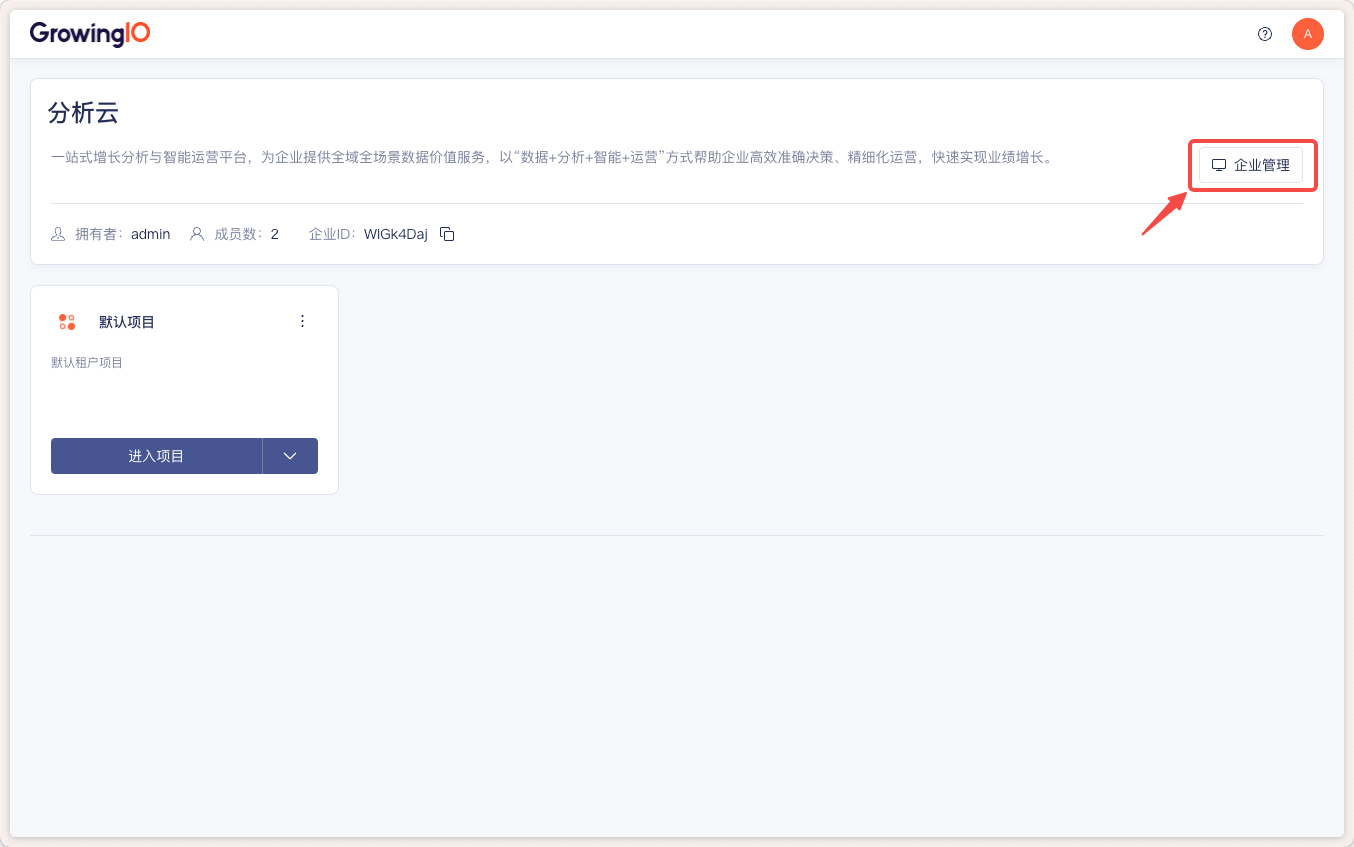 GrowingIO
A
分析云
一站式增长分析与智能运营平台，为企业提供全域全场景数据价值服务，以“数据+分析+智能+运营”方式帮助企业高效准确决策、精细化运营，快速实现业绩增长。
企业管理
拥有者：admin 成员数：2 企业ID：WIGk4Daj
默认项目
默认租户项目
进入项目